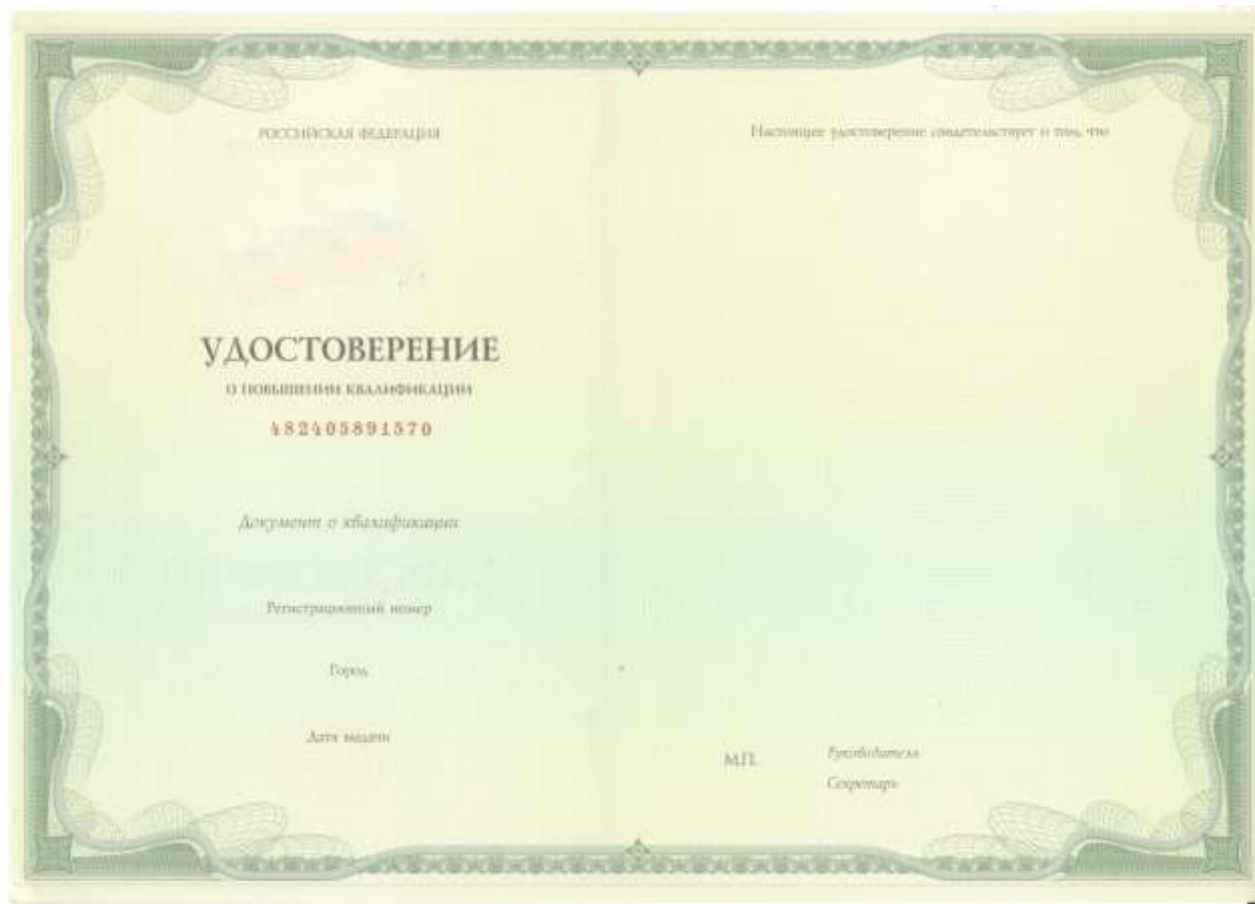 РОССИЙСКАЯ ФЕДЕРАЦИЯ
УДОСТОВЕРЕНИЕ
О ПОВЫШЕНИИ КВАЛИФИКАЦИИ
482405891570
Документ о квалификации
Регистрационный номер
Город
Дата выдачи
Настоящее удостоверение свидетельствует о том, что
М.П.
Руководитель
Секретарь